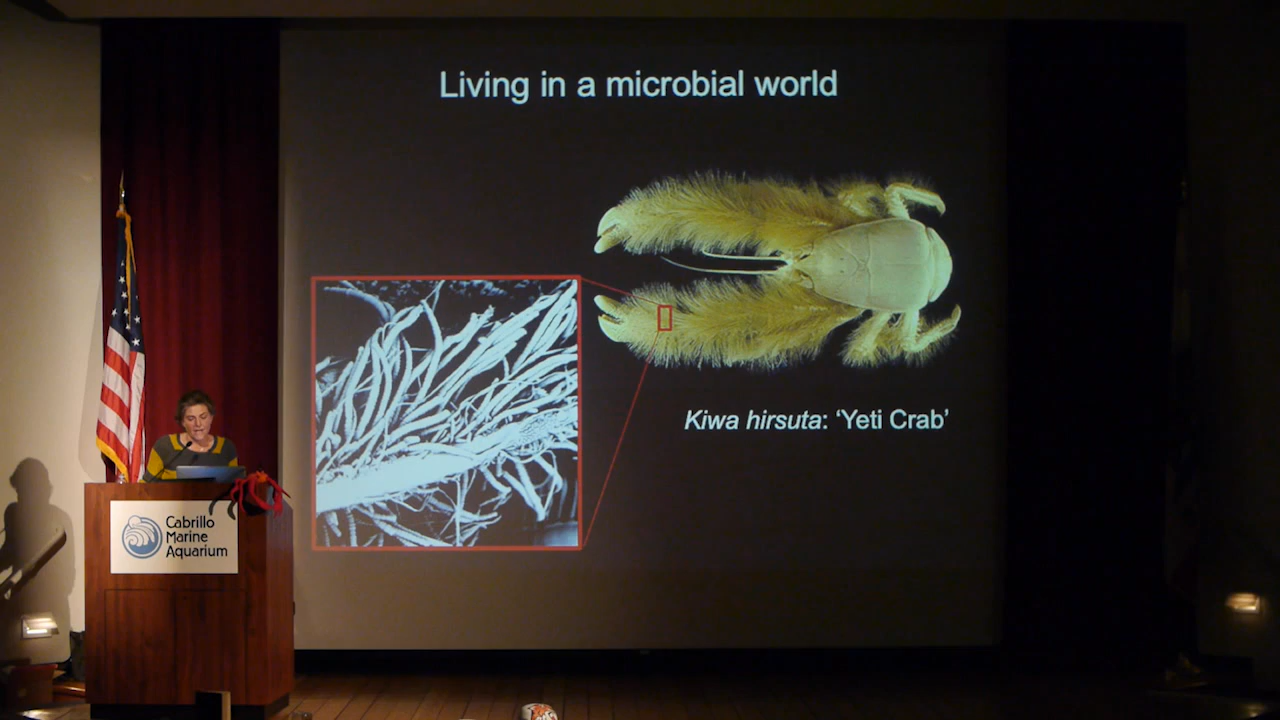 Living in a microbial world
Kiwa hirsuta: ‘Yeti Crab’
Cabrillo
Marine
Aquarium